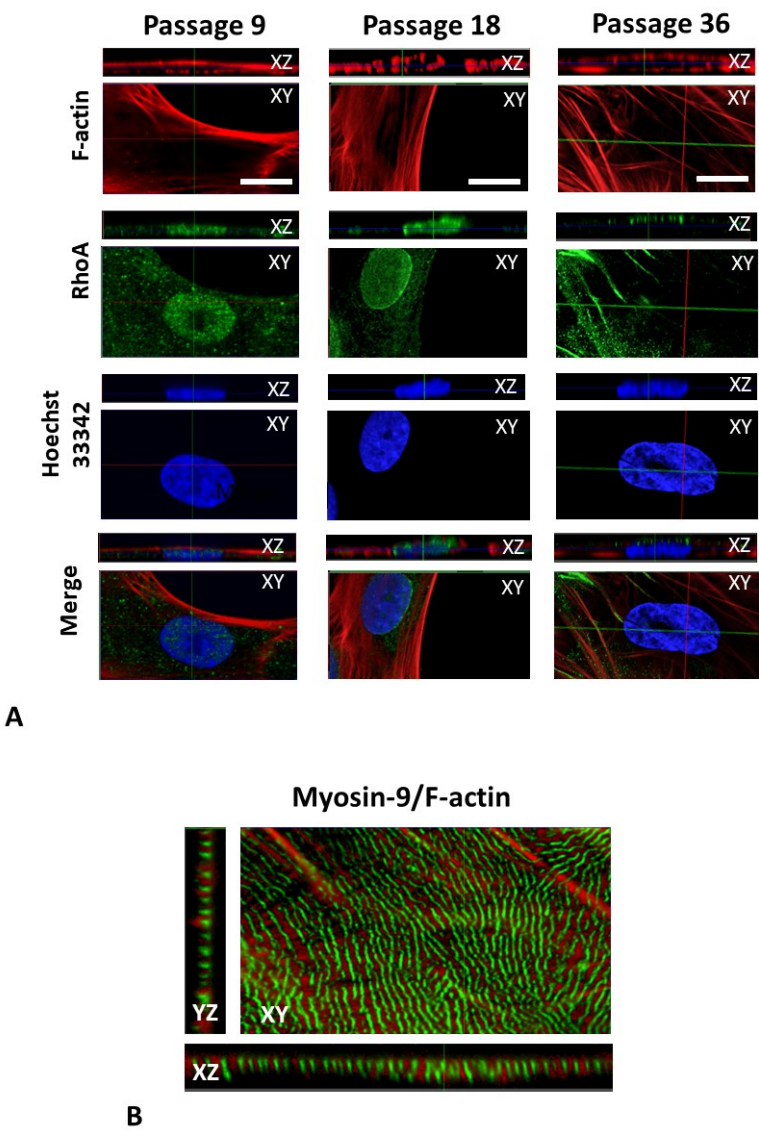 Passage 9 Passage 18 Passage 36
F-actin
XZ XZ XZ
XY XY XY
RhoA
XZ XZ XZ
XY XY XY
Hoechst
33342
XZ XZ XZ
XY XY XY
Merge
XZ XZ XZ
XY XY XY
A
Myosin-9/F-actin
YZ XY
XZ
B